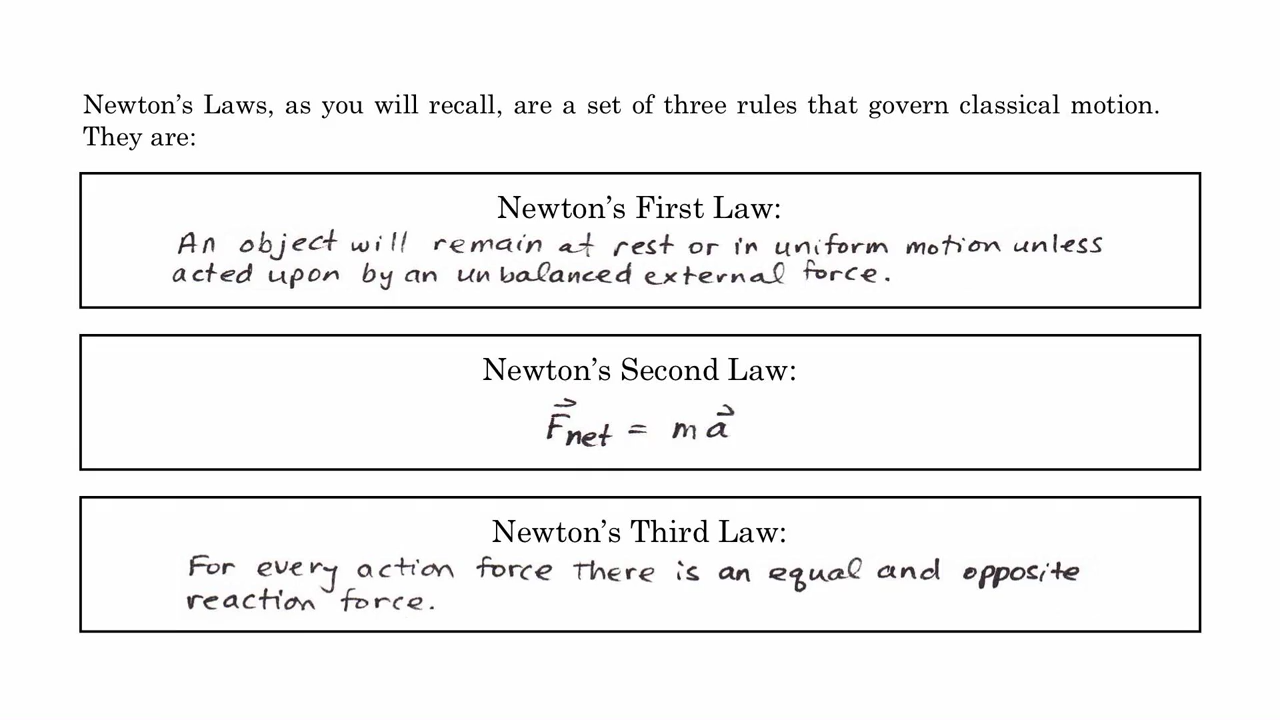 Newton’s Laws, as you will recall, are a set of three rules that govern classical motion.
They are:
Newton’s First Law:
An object will remain at rest or in uniform motion unless
acted upon by an unbalanced external force.
Newton’s Second Law:
F⃗net = m a⃗
Newton’s Third Law:
For every action force there is an equal and opposite
reaction force.